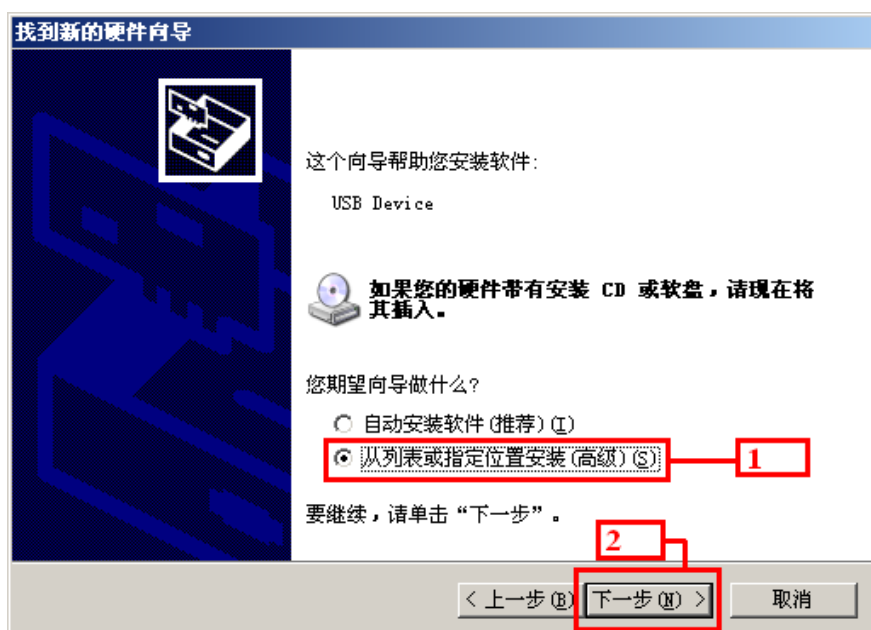 找到新的硬件向导
这个向导帮助您安装软件:
USB Device
如果您的硬件带有安装 CD 或软盘，请现在将
其插入。
您期望向导做什么?
自动安装软件(推荐)(I)
从列表或指定位置安装(高级)(S)
1
要继续，请单击“下一步”。
2
< 上一步(B)
下一步(N) >
取消